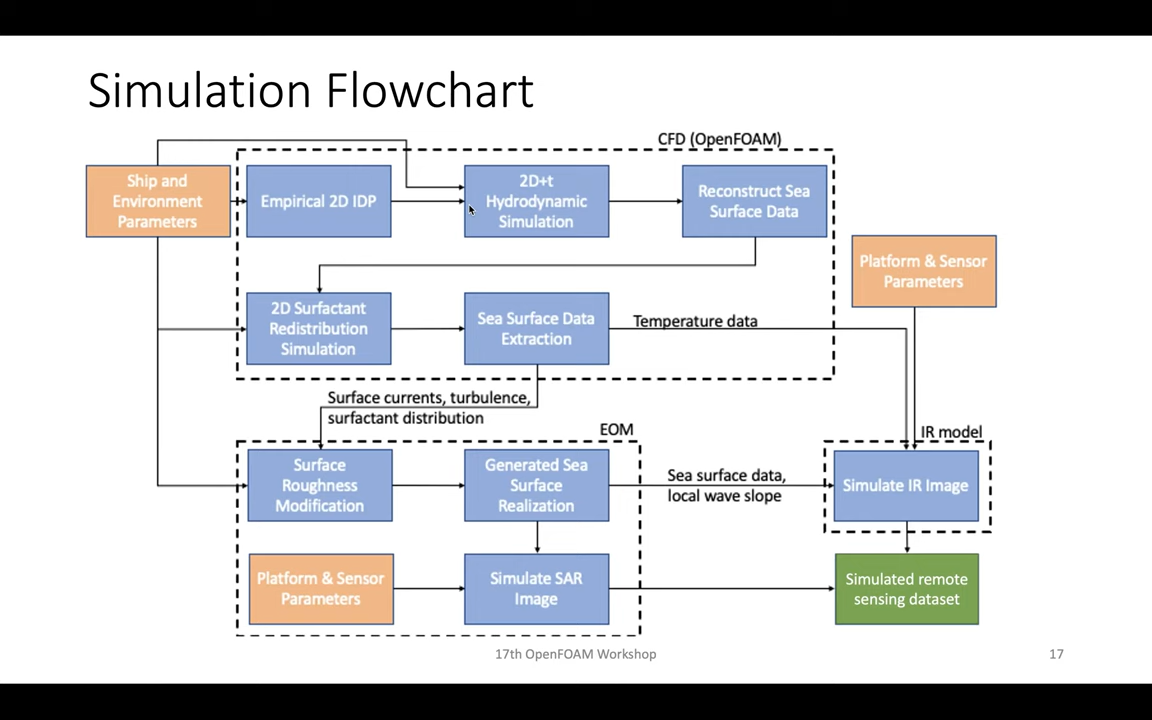 Simulation Flowchart
CFD (OpenFOAM)
Ship and
Environment
Parameters
Empirical 2D IDP
2D+t
Hydrodynamic
Simulation
Reconstruct Sea
Surface Data
Platform & Sensor
Parameters
2D Surfactant
Redistribution
Simulation
Sea Surface Data
Extraction
Temperature data
Surface currents, turbulence,
surfactant distribution
EOM
IR model
Surface
Roughness
Modification
Generated Sea
Surface
Realization
Sea surface data,
local wave slope
Simulate IR Image
Platform & Sensor
Parameters
Simulate SAR
Image
Simulated remote
sensing dataset
17th OpenFOAM Workshop
17